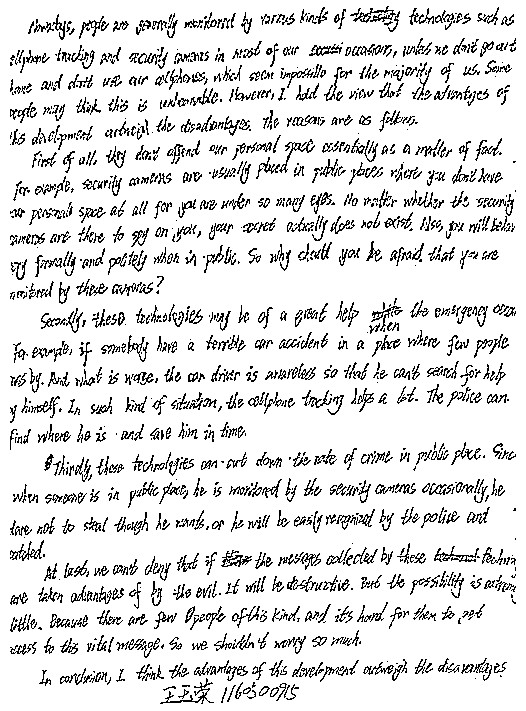 Nowadays, people are generally monitored by various kinds of technologies such as
cellphone tracking and security cameras in most of our occasions, unless we don't go out
home and don't use our cellphones, which seem impossible for the majority of us. Some
people may think this is unbearable. However, I hold the view that the advantages of
this development outweigh the disadvantages. The reasons are as follows.
First of all, they don't offend our personal space essentially as a matter of fact.
For example, security cameras are usually placed in public places where you don't have
our personal space at all for you are under so many eyes. No matter whether the security
cameras are there to spy on you, your secret actually does not exist. Also, you will behav
very formally and politely when in public. So why should you be afraid that you are
monitored by these cameras?
Secondly, these technologies may be of a great help when the emergency occur
For example, if somebody have a terrible car accident in a place where few people
pass by. And what is worse, the car driver is awareless so that he can't search for help
by himself. In such kind of situation, the cellphone tracking helps a lot. The police can
find where he is and save him in time.
Thirdly, these technologies can cut down the rate of crime in public place. Sinc
when someone is in public place, he is monitored by the security cameras occasionally, he
dare not to steal though he wants, or he will be easily recognized by the police and
catched.
At last, we can't deny that if the messages collected by these techniq
are taken advantages of by the evil. It will be destructive. But the possibility is extreme
little. Because there are few people of this kind, and it's hard for them to get
access to this vital message. So we shouldn't worry so much.
In conclusion, I think the advantages of this development outweigh the disadvantages
王玉荣 1160300915